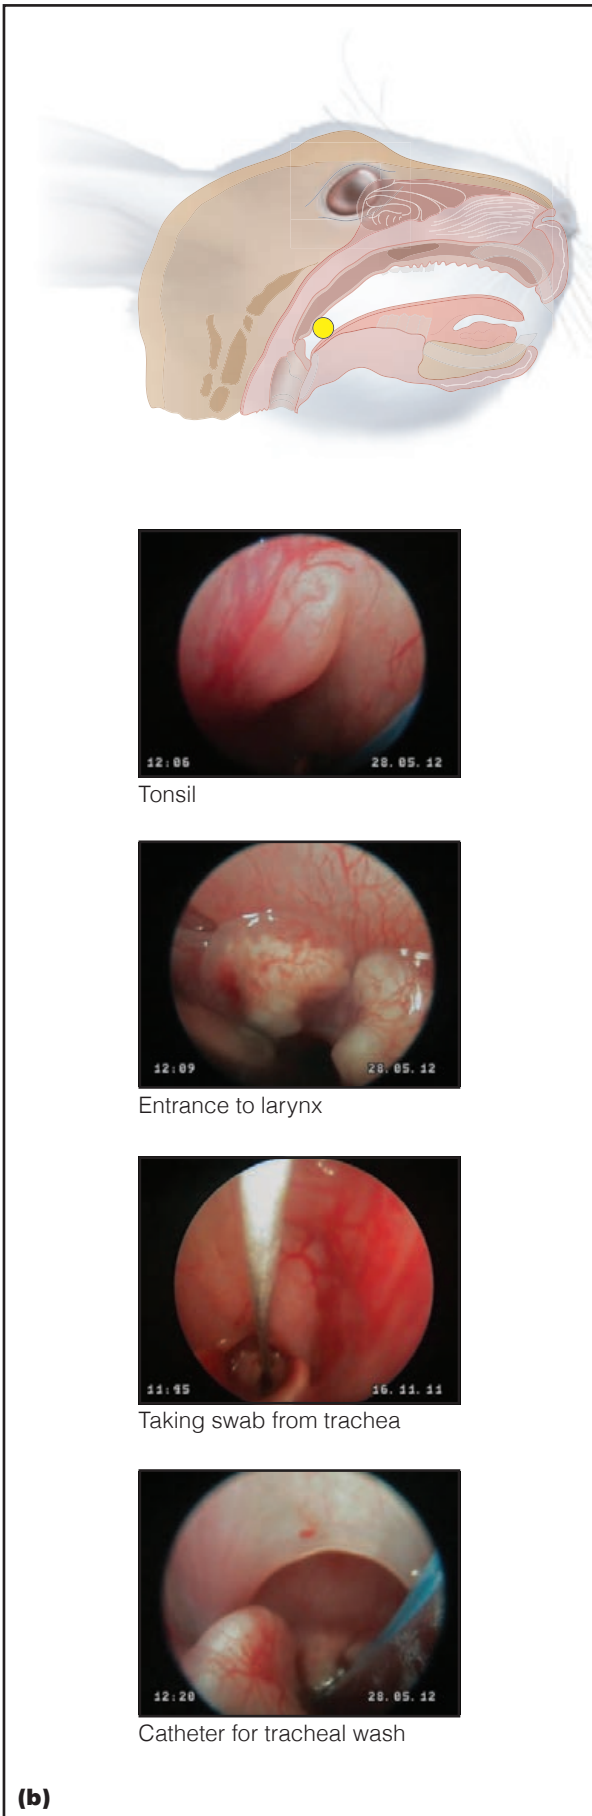 12:06 28.05.12
Tonsil
12:09 28.05.12
Entrance to larynx
11:45 16.11.11
Taking swab from trachea
12:20 28.05.12
Catheter for tracheal wash
(b)